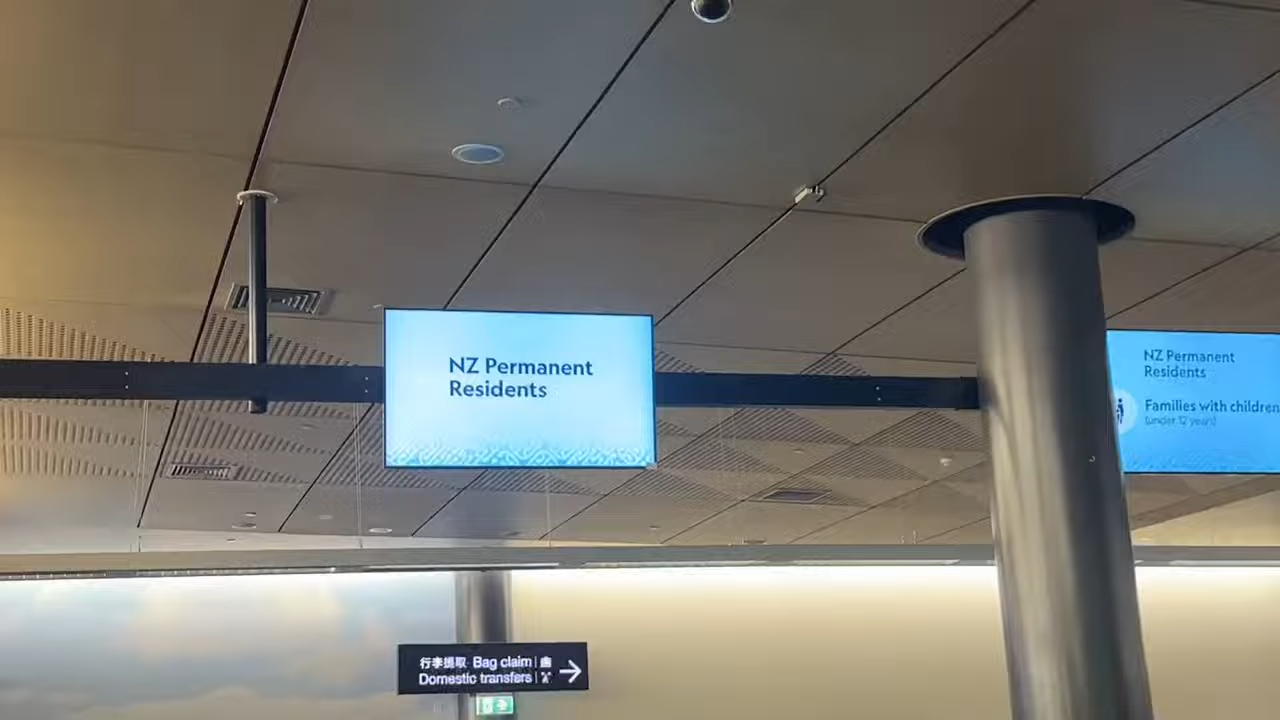 NZ Permanent
Residents
NZ Permanent
Residents
Families with children
(under 12 years)
行李提取 Bag claim
Domestic transfers